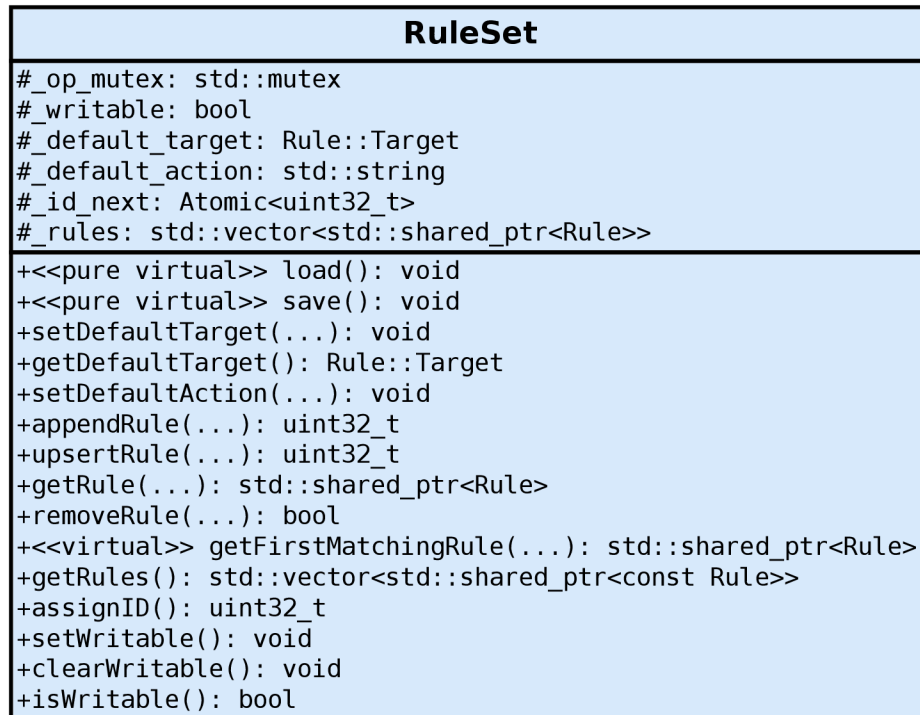 RuleSet
#_op_mutex: std::mutex
#_writable: bool
#_default_target: Rule::Target
#_default_action: std::string
#_id_next: Atomic<uint32_t>
#_rules: std::vector<std::shared_ptr<Rule>>
+<<pure virtual>> load(): void
+<<pure virtual>> save(): void
+setDefaultTarget(...): void
+getDefaultTarget(): Rule::Target
+setDefaultAction(...): void
+appendRule(...): uint32_t
+upsertRule(...): uint32_t
+getRule(...): std::shared_ptr<Rule>
+removeRule(...): bool
+<<virtual>> getFirstMatchingRule(...): std::shared_ptr<Rule>
+getRules(): std::vector<std::shared_ptr<const Rule>>
+assignID(): uint32_t
+setWritable(): void
+clearWritable(): void
+isWritable(): bool